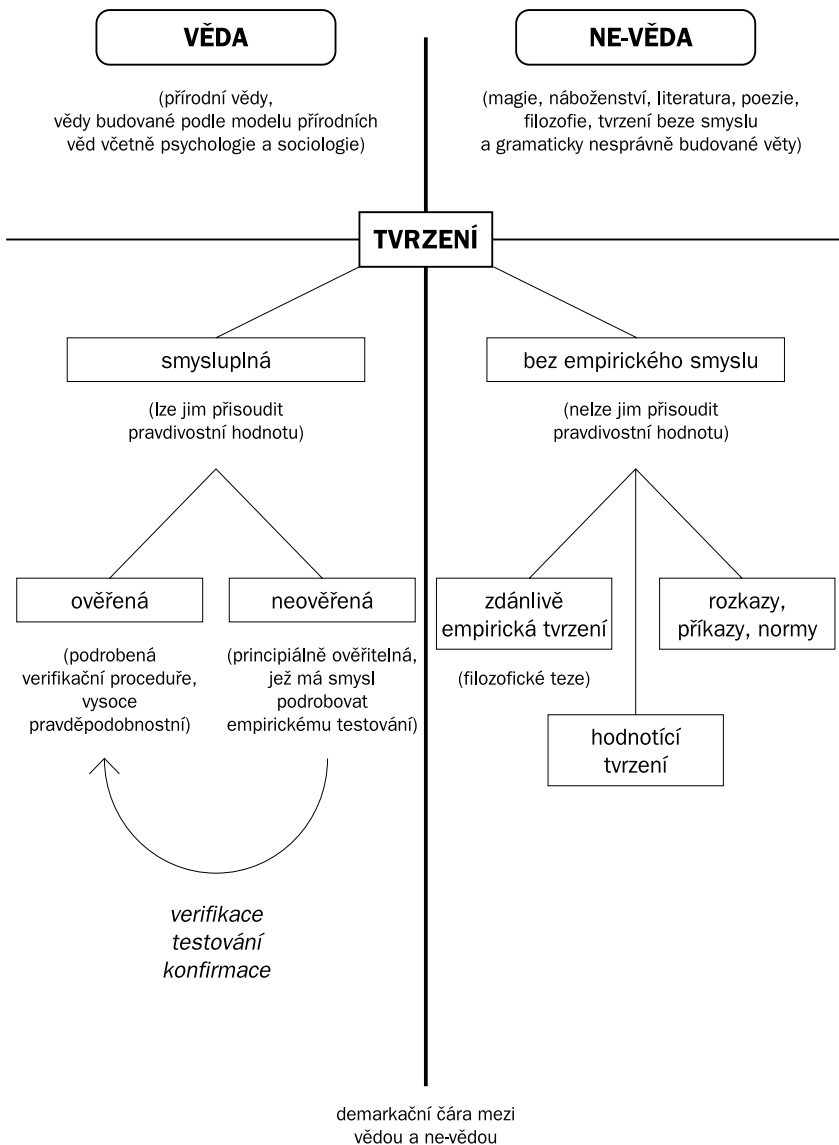 VĚDA
NE-VĚDA
(přírodní vědy,
vědy budované podle modelu přírodních
věd včetně psychologie a sociologie)
(magie, náboženství, literatura, poezie,
filozofie, tvrzení beze smyslu
a gramaticky nesprávně budované věty)
TVRZENÍ
smysluplná
bez empirického smyslu
(lze jim přisoudit
pravdivostní hodnotu)
(nelze jim přisoudit
pravdivostní hodnotu)
ověřená
neověřená
zdánlivě
empirická tvrzení
rozkazy,
příkazy, normy
(podrobená
verifikační proceduře,
vysoce
pravděpodobnostní)
(principiálně ověřitelná,
jež má smysl
podrobovat
empirickému testování)
(filozofické teze)
hodnotící
tvrzení
verifikace
testování
konfirmace
demarkační čára mezi
vědou a ne-vědou